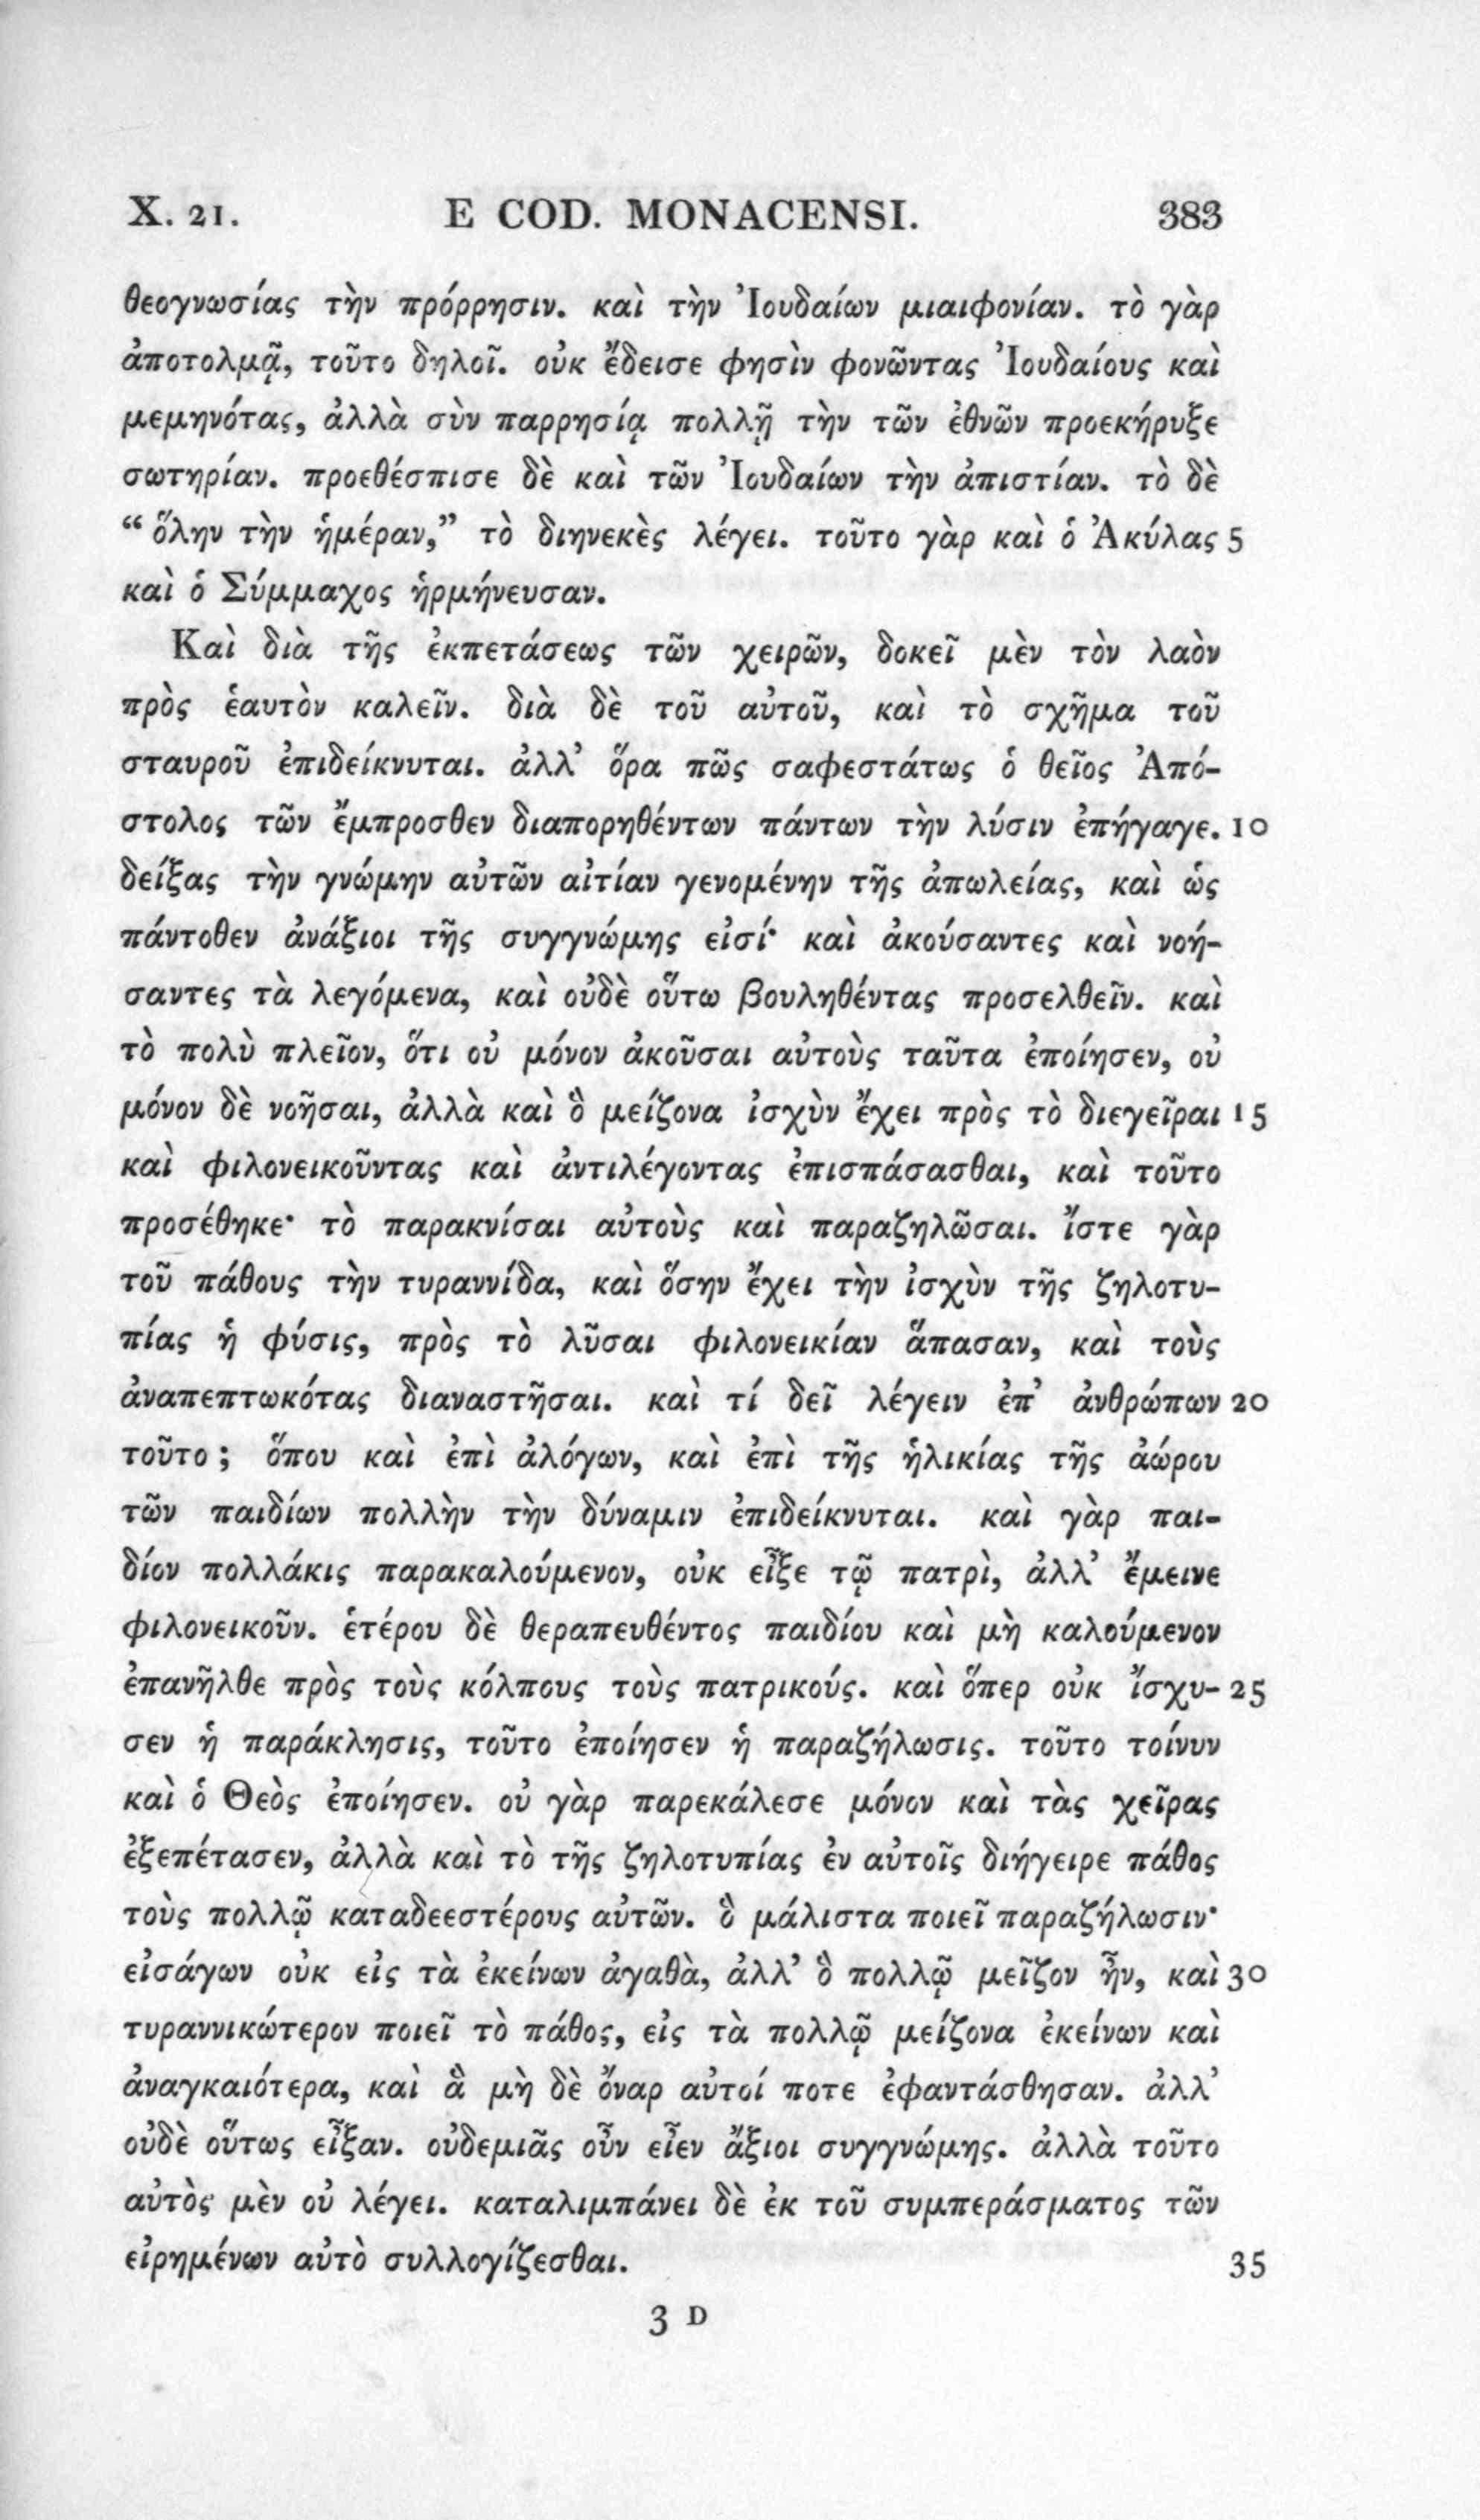 X. 21. E COD. MONACENSI. 383
θεογνωσίας τὴν πρόρρησιν. καὶ τὴν Ἰουδαίων μιαιφονίαν. τὸ γὰρ
ἀποτολμᾷ, τοῦτο δηλοῖ. οὐκ ἔδεισε φησὶν φονῶντας Ἰουδαίους καὶ
μεμηνότας, ἀλλὰ σὺν παρρησίᾳ πολλῇ τὴν τῶν ἐθνῶν προεκήρυξε
σωτηρίαν. προεθέσπισε δὲ καὶ τῶν Ἰουδαίων τὴν ἀπιστίαν. τὸ δὲ
“ ὅλην τὴν ἡμέραν,” τὸ διηνεκὲς λέγει. τοῦτο γὰρ καὶ ὁ Ἀκύλας 5
καὶ ὁ Σύμμαχος ἡρμήνευσαν.
Καὶ διὰ τῆς ἐκπετάσεως τῶν χειρῶν, δοκεῖ μὲν τὸν λαὸν
πρὸς ἑαυτὸν καλεῖν. διὰ δὲ τοῦ αὐτοῦ, καὶ τὸ σχῆμα τοῦ
σταυροῦ ἐπιδείκνυται. ἀλλ’ ὅρα πῶς σαφεστάτως ὁ θεῖος Ἀπό-
στολος τῶν ἔμπροσθεν διαπορηθέντων πάντων τὴν λύσιν ἐπήγαγε. 10
δείξας τὴν γνώμην αὐτῶν αἰτίαν γενομένην τῆς ἀπωλείας, καὶ ὡς
πάντοθεν ἀνάξιοι τῆς συγγνώμης εἰσί· καὶ ἀκούσαντες καὶ νοή-
σαντες τὰ λεγόμενα, καὶ οὐδὲ οὕτω βουληθέντας προσελθεῖν. καὶ
τὸ πολὺ πλεῖον, ὅτι οὐ μόνον ἀκοῦσαι αὐτοὺς ταῦτα ἐποίησεν, οὐ
μόνον δὲ νοῆσαι, ἀλλὰ καὶ ὃ μείζονα ἰσχὺν ἔχει πρὸς τὸ διεγεῖραι 15
καὶ φιλονεικοῦντας καὶ ἀντιλέγοντας ἐπισπάσασθαι, καὶ τοῦτο
προσέθηκε· τὸ παρακνίσαι αὐτοὺς καὶ παραζηλῶσαι. ἴστε γὰρ
τοῦ πάθους τὴν τυραννίδα, καὶ ὅσην ἔχει τὴν ἰσχὺν τῆς ζηλοτυ-
πίας ἡ φύσις, πρὸς τὸ λῦσαι φιλονεικίαν ἅπασαν, καὶ τοὺς
ἀναπεπτωκότας διαναστῆσαι. καὶ τί δεῖ λέγειν ἐπ’ ἀνθρώπων 20
τοῦτο ; ὅπου καὶ ἐπὶ ἀλόγων, καὶ ἐπὶ τῆς ἡλικίας τῆς ἀώρου
τῶν παιδίων πολλὴν τὴν δύναμιν ἐπιδείκνυται. καὶ γὰρ παι-
δίον πολλάκις παρακαλούμενον, οὐκ εἶξε τῷ πατρὶ, ἀλλ’ ἔμεινε
φιλονεικοῦν. ἑτέρου δὲ θεραπευθέντος παιδίου καὶ μὴ καλούμενον
ἐπανῆλθε πρὸς τοὺς κόλπους τοὺς πατρικούς. καὶ ὅπερ οὐκ ἴσχυ- 25
σεν ἡ παράκλησις, τοῦτο ἐποίησεν ἡ παραζήλωσις. τοῦτο τοίνυν
καὶ ὁ Θεὸς ἐποίησεν. οὐ γὰρ παρεκάλεσε μόνον καὶ τὰς χεῖρας
ἐξεπέτασεν, ἀλλὰ καὶ τὸ τῆς ζηλοτυπίας ἐν αὐτοῖς διήγειρε πάθος
τοὺς πολλῷ καταδεεστέρους αὐτῶν. ὃ μάλιστα ποιεῖ παραζήλωσιν·
εἰσάγων οὐκ εἰς τὰ ἐκείνων ἀγαθὰ, ἀλλ’ ὃ πολλῷ μεῖζον ἦν, καὶ 30
τυραννικώτερον ποιεῖ τὸ πάθος, εἰς τὰ πολλῷ μείζονα ἐκείνων καὶ
ἀναγκαιότερα, καὶ ἃ μὴ δὲ ὄναρ αὐτοί ποτε ἐφαντάσθησαν. ἀλλ’
οὐδὲ οὕτως εἶξαν. οὐδεμιᾶς οὖν εἶεν ἄξιοι συγγνώμης. ἀλλὰ τοῦτο
αὐτὸς μὲν οὐ λέγει. καταλιμπάνει δὲ ἐκ τοῦ συμπεράσματος τῶν
εἰρημένων αὐτὸ συλλογίζεσθαι. 35
3 D